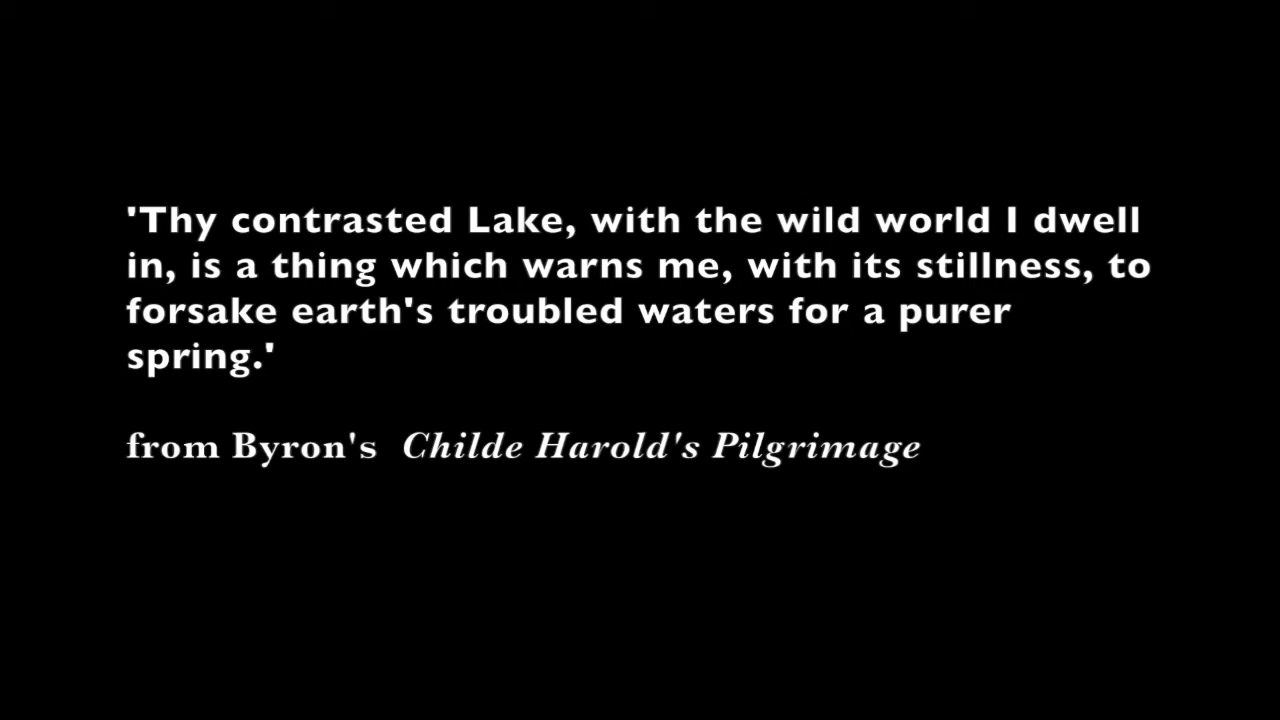 'Thy contrasted Lake, with the wild world I dwell
in, is a thing which warns me, with its stillness, to
forsake earth's troubled waters for a purer
spring.'
from Byron's Childe Harold's Pilgrimage